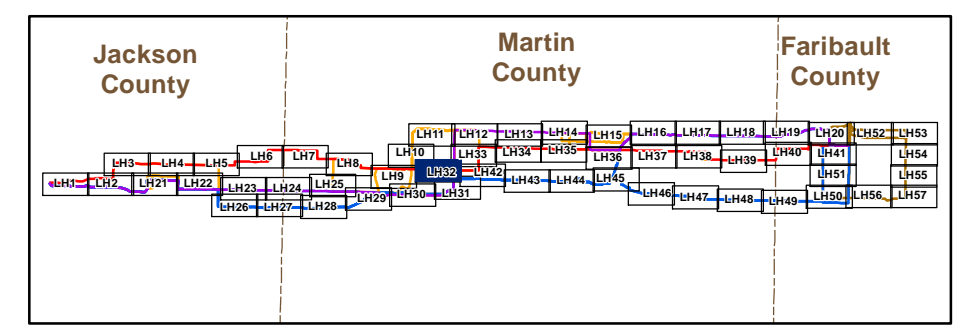 Jackson
County
Martin
County
Faribault
County
LH11
LH12
LH13
LH14
LH15
LH16
LH17
LH18
LH19
LH20
LH52
LH53
LH3
LH4
LH5
LH6
LH7
LH8
LH10
LH33
LH34
LH35
LH36
LH37
LH38
LH39
LH40
LH41
LH54
LH1
LH2
LH21
LH22
LH23
LH24
LH25
LH9
LH32
LH42
LH43
LH44
LH45
LH51
LH55
LH26
LH27
LH28
LH29
LH30
LH31
LH46
LH47
LH48
LH49
LH50
LH56
LH57